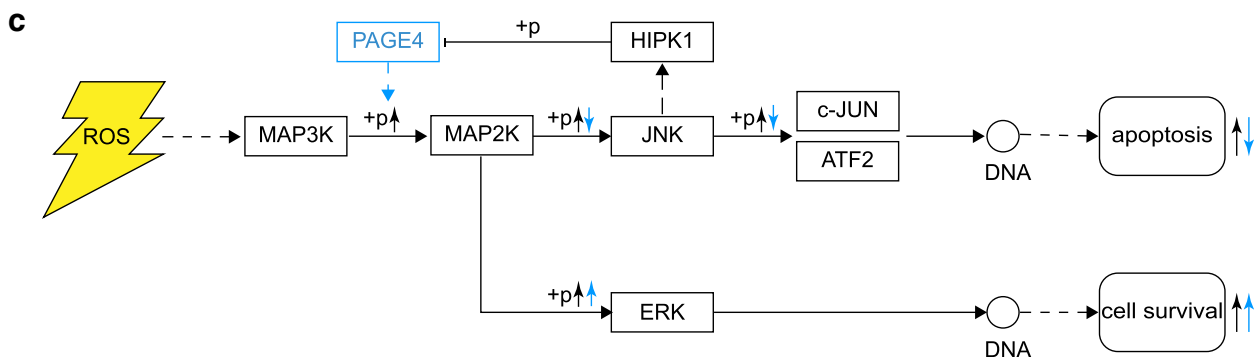 c
PAGE4
+p
HIPK1
ROS
MAP3K
+p
MAP2K
+p
JNK
+p
c-JUN
ATF2
DNA
apoptosis
+p
ERK
DNA
cell survival